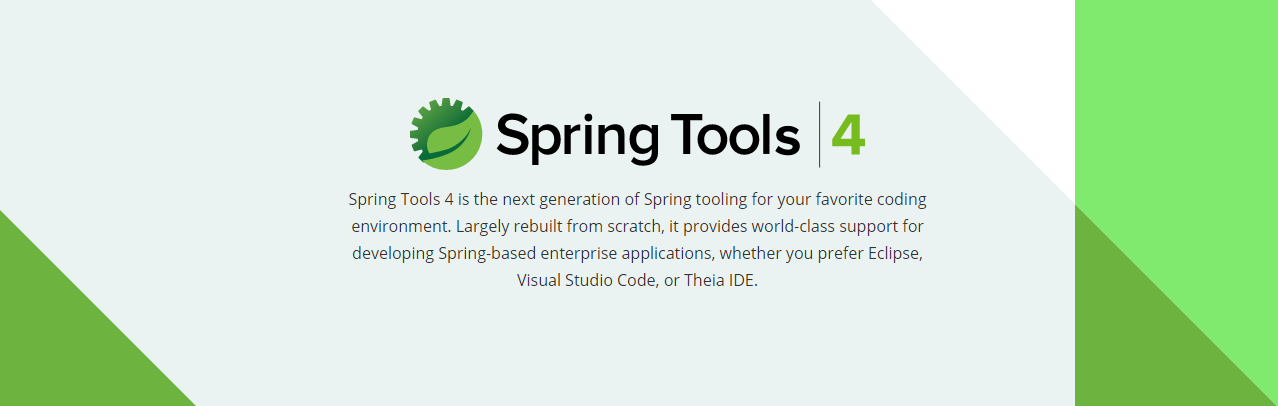 Spring Tools 4
Spring Tools 4 is the next generation of Spring tooling for your favorite coding
environment. Largely rebuilt from scratch, it provides world-class support for
developing Spring-based enterprise applications, whether you prefer Eclipse,
Visual Studio Code, or Theia IDE.